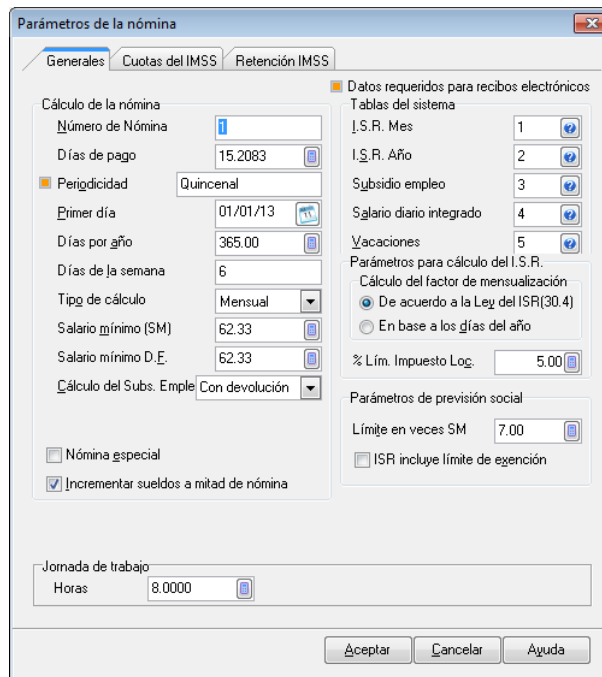 Parámetros de la nómina
Generales
Cuotas del IMSS
Retención IMSS
Datos requeridos para recibos electrónicos
Cálculo de la nómina
Número de Nómina 1
Días de pago 15.2083
Periodicidad Quincenal
Primer día 01/01/13
Días por año 365.00
Días de la semana 6
Tipo de cálculo Mensual
Salario mínimo (SM) 62.33
Salario mínimo D.F. 62.33
Cálculo del Subs. Emple Con devolución
Nómina especial
Incrementar sueldos a mitad de nómina
Tablas del sistema
I.S.R. Mes 1
I.S.R. Año 2
Subsidio empleo 3
Salario diario integrado 4
Vacaciones 5
Parámetros para cálculo del I.S.R.
Cálculo del factor de mensualización
De acuerdo a la Ley del ISR(30.4)
En base a los días del año
% Lím. Impuesto Loc. 5.00
Parámetros de previsión social
Límite en veces SM 7.00
ISR incluye límite de exención
Jornada de trabajo
Horas 8.0000
Aceptar
Cancelar
Ayuda